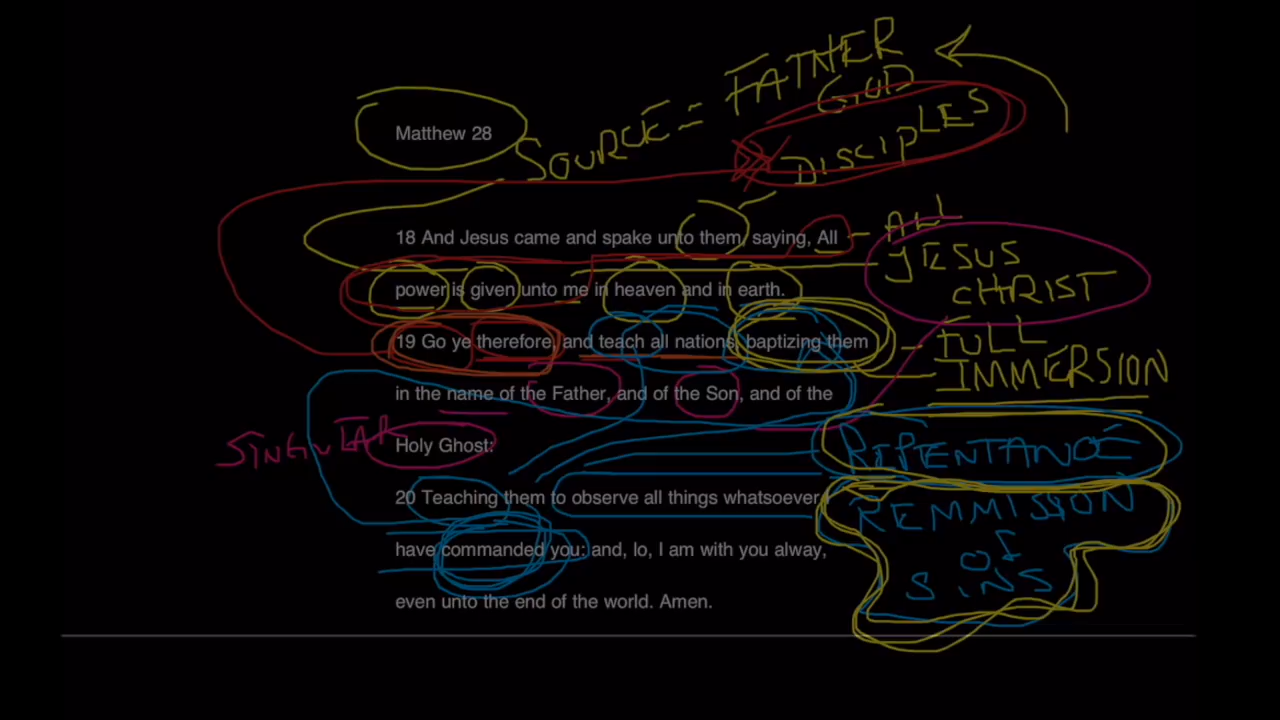 SOURCE = FATHER
GOD
Matthew 28
DISCIPLES
18 And Jesus came and spake unto them, saying, All
ALL
JESUS
CHRIST
power is given unto me in heaven and in earth.
19 Go ye therefore, and teach all nations, baptizing them
FULL
IMMERSION
in the name of the Father, and of the Son, and of the
SINGULAR
Holy Ghost:
REPENTANCE
20 Teaching them to observe all things whatsoever I
REMMISSION
OF
SINS
have commanded you: and, lo, I am with you alway,
even unto the end of the world. Amen.